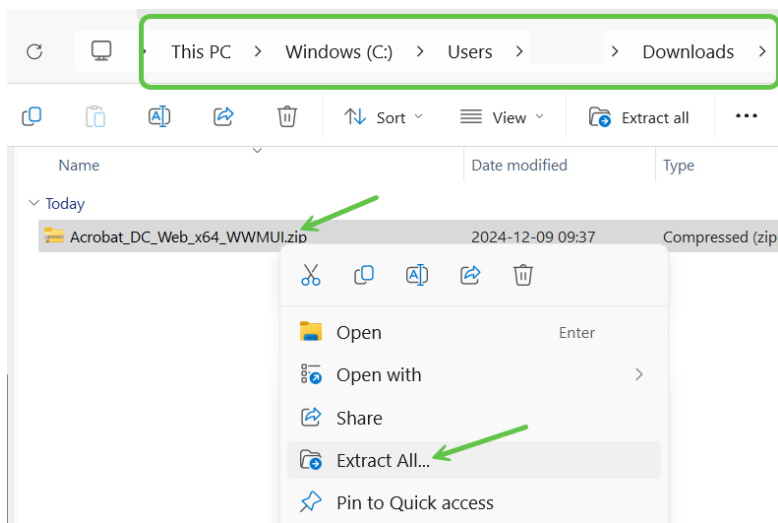 This PC > Windows (C:) > Users > > Downloads >
Sort View Extract all ...
Name Date modified Type
Today
Acrobat_DC_Web_x64_WWMUI.zip 2024-12-09 09:37 Compressed (zip
Open Enter
Open with
Share
Extract All...
Pin to Quick access